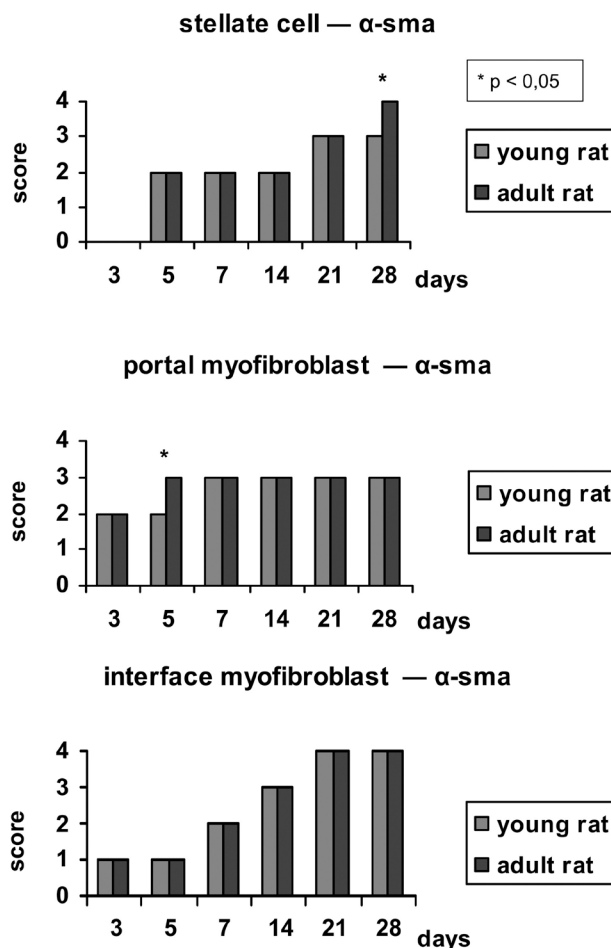 stellate cell — α-sma
* p < 0,05
*
score
4
3
2
1
0
3 5 7 14 21 28 days
young rat
adult rat
portal myofibroblast — α-sma
*
score
4
3
2
1
0
3 5 7 14 21 28 days
young rat
adult rat
interface myofibroblast — α-sma
score
4
3
2
1
0
3 5 7 14 21 28 days
young rat
adult rat